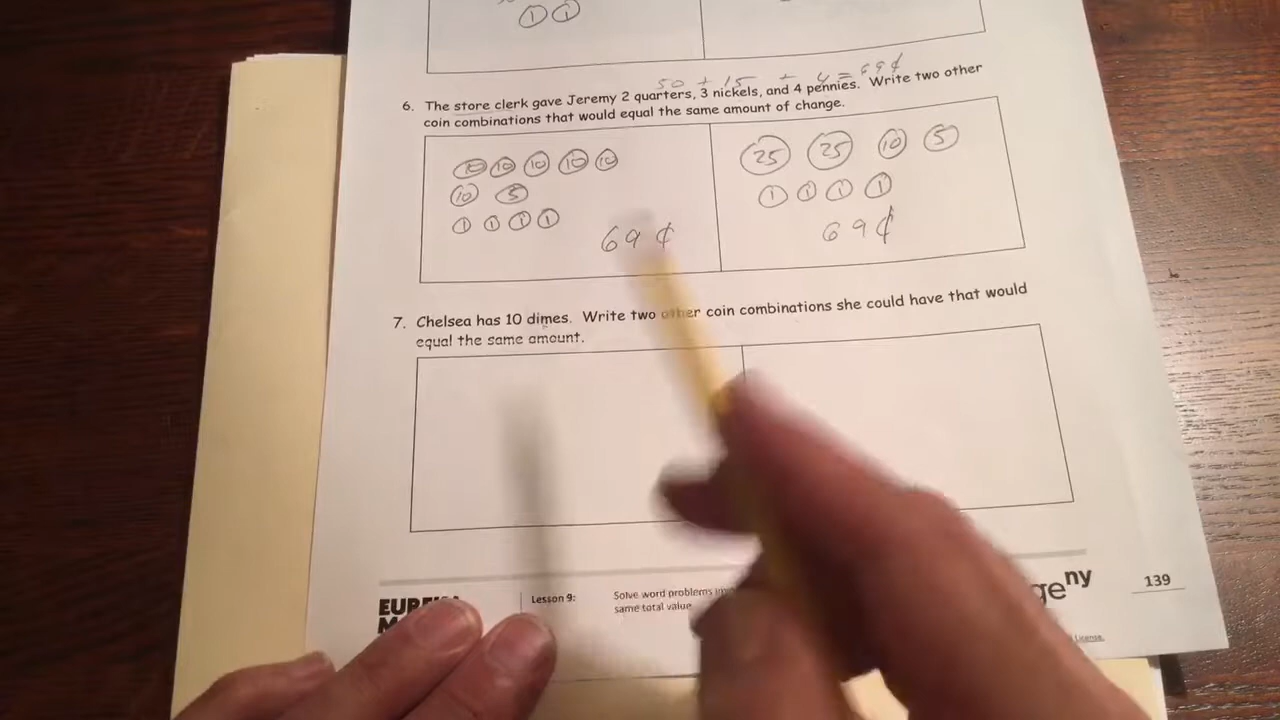 1 1
50 + 15 + 4 = 69¢
6. The store clerk gave Jeremy 2 quarters, 3 nickels, and 4 pennies. Write two other
coin combinations that would equal the same amount of change.
10 10 10 10 10
10 5
1 1 1 1
69¢
25 25 10 5
1 1 1 1
69¢
7. Chelsea has 10 dimes. Write two other coin combinations she could have that would
equal the same amount.
Lesson 9:
Solve word problems
same total value
ny
139
License.